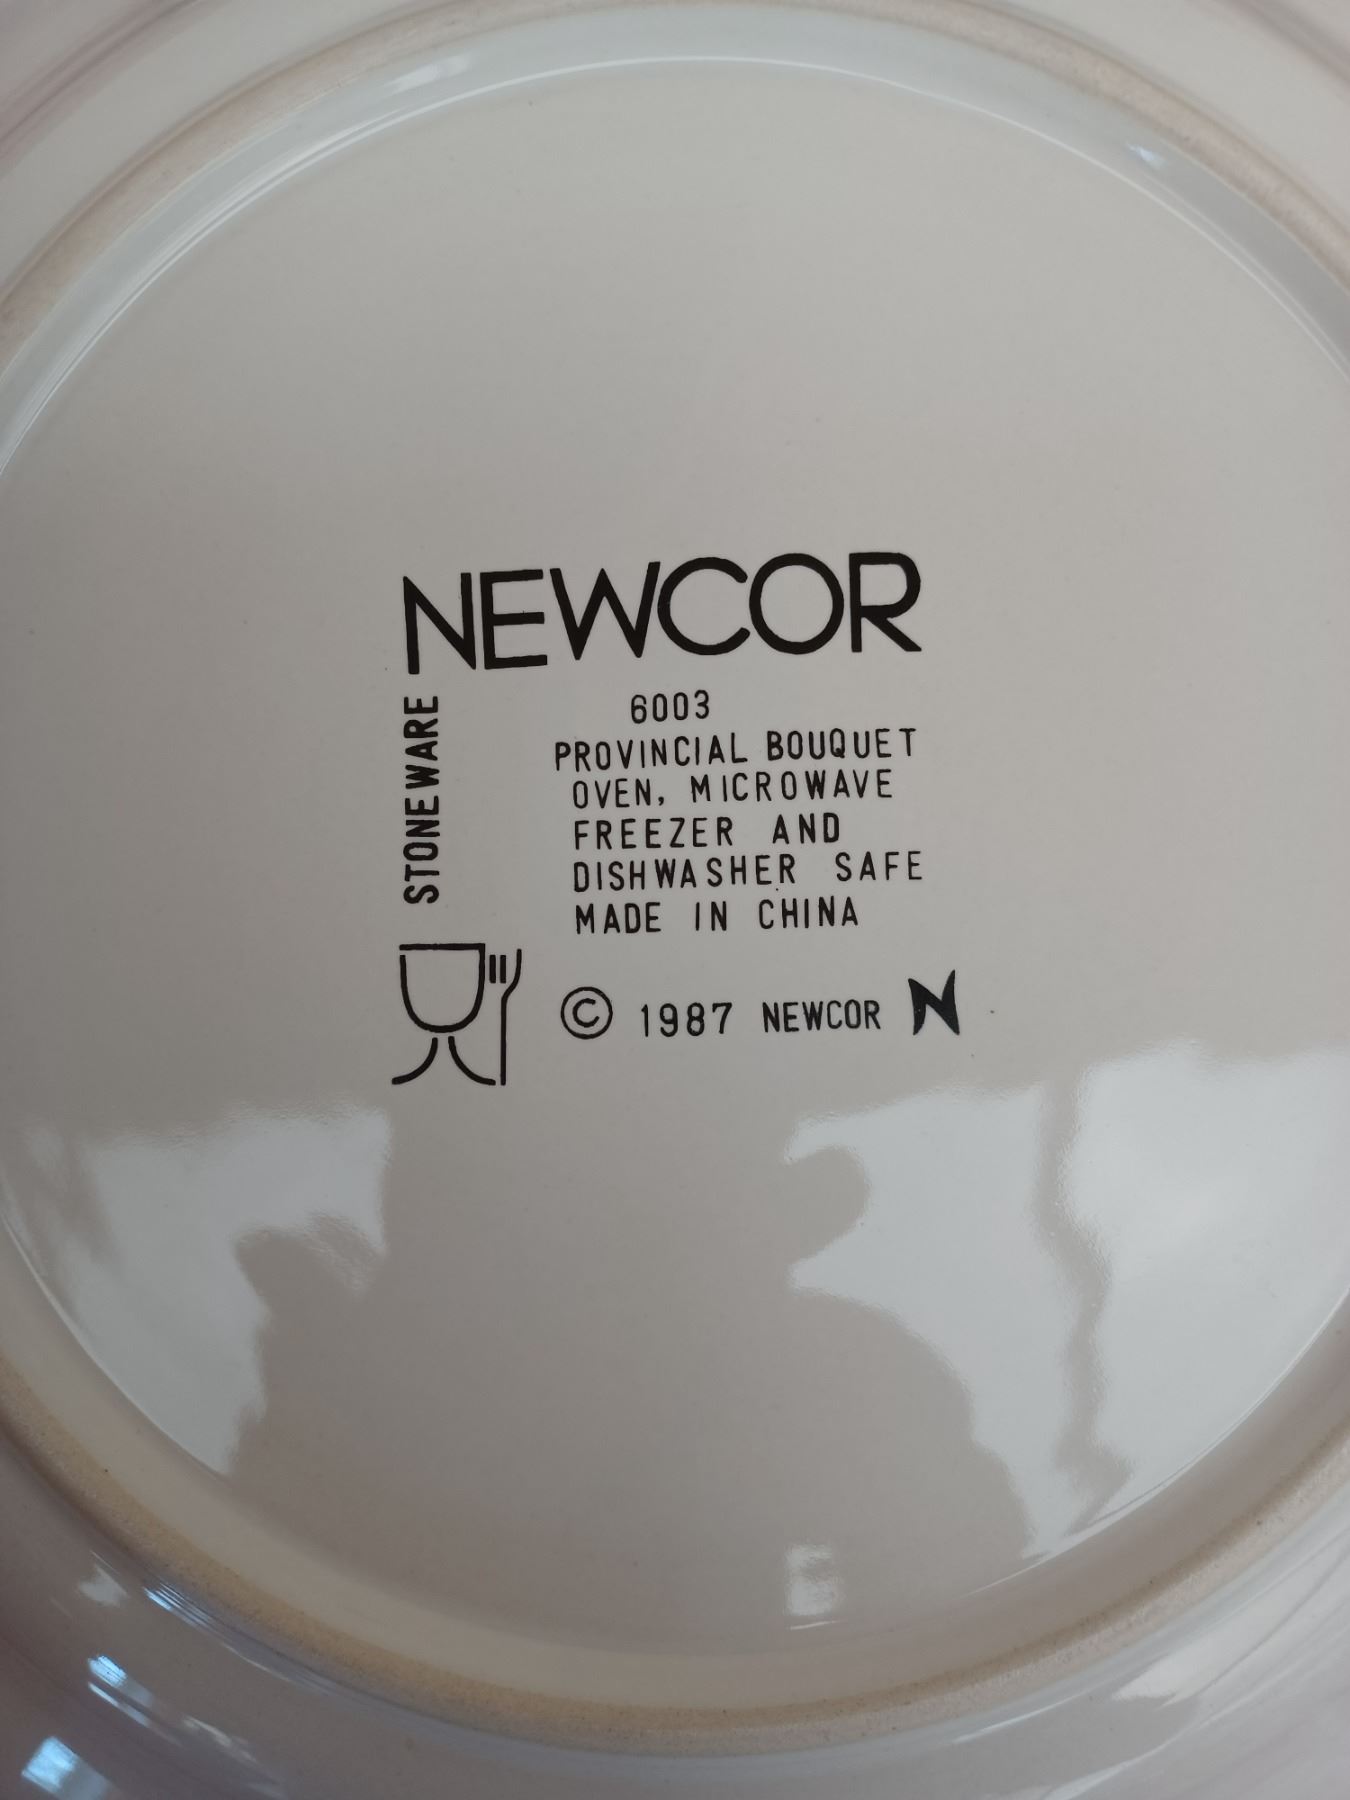 NEWCOR
STONEWARE
6003
PROVINCIAL BOUQUET
OVEN, MICROWAVE
FREEZER AND
DISHWASHER SAFE
MADE IN CHINA
© 1987 NEWCOR N